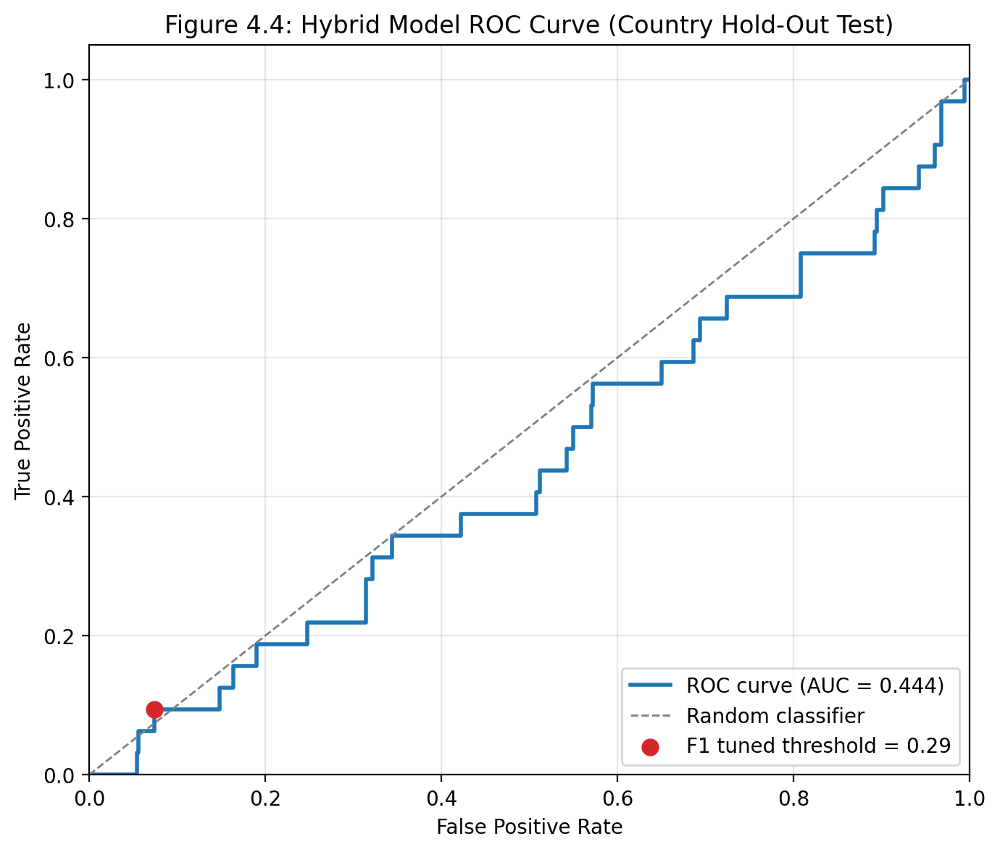 Figure 4.4: Hybrid Model ROC Curve (Country Hold-Out Test)
True Positive Rate
1.0
0.8
0.6
0.4
0.2
0.0
ROC curve (AUC = 0.444)
Random classifier
F1 tuned threshold = 0.29
0.0 0.2 0.4 0.6 0.8 1.0
False Positive Rate